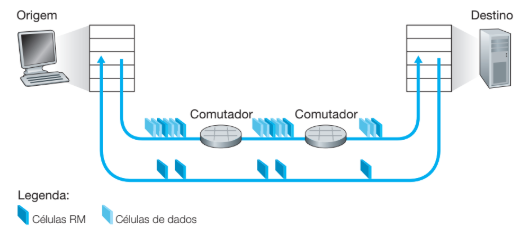 Origem
Destino
Comutador
Comutador
Legenda:
Células RM
Células de dados